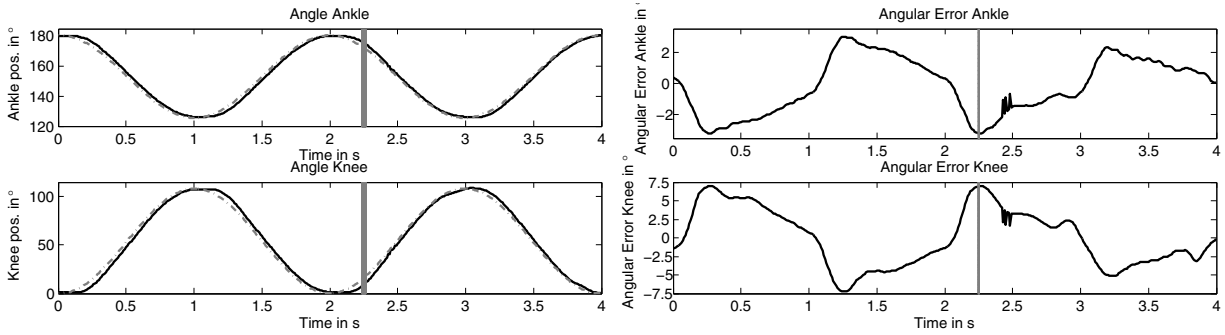 Angle Ankle
Ankle pos. in °
180
160
140
120
0 0.5 1 1.5 2 2.5 3 3.5 4
Time in s
Angle Knee
Knee pos. in °
100
50
0
0 0.5 1 1.5 2 2.5 3 3.5 4
Time in s
Angular Error Ankle
Angular Error Ankle in
2
0
−2
0 0.5 1 1.5 2 2.5 3 3.5 4
Angular Error Knee
Angular Error Knee in °
7.5
5
2.5
0
−2.5
−5
−7.5
0 0.5 1 1.5 2 2.5 3 3.5 4
Time in s